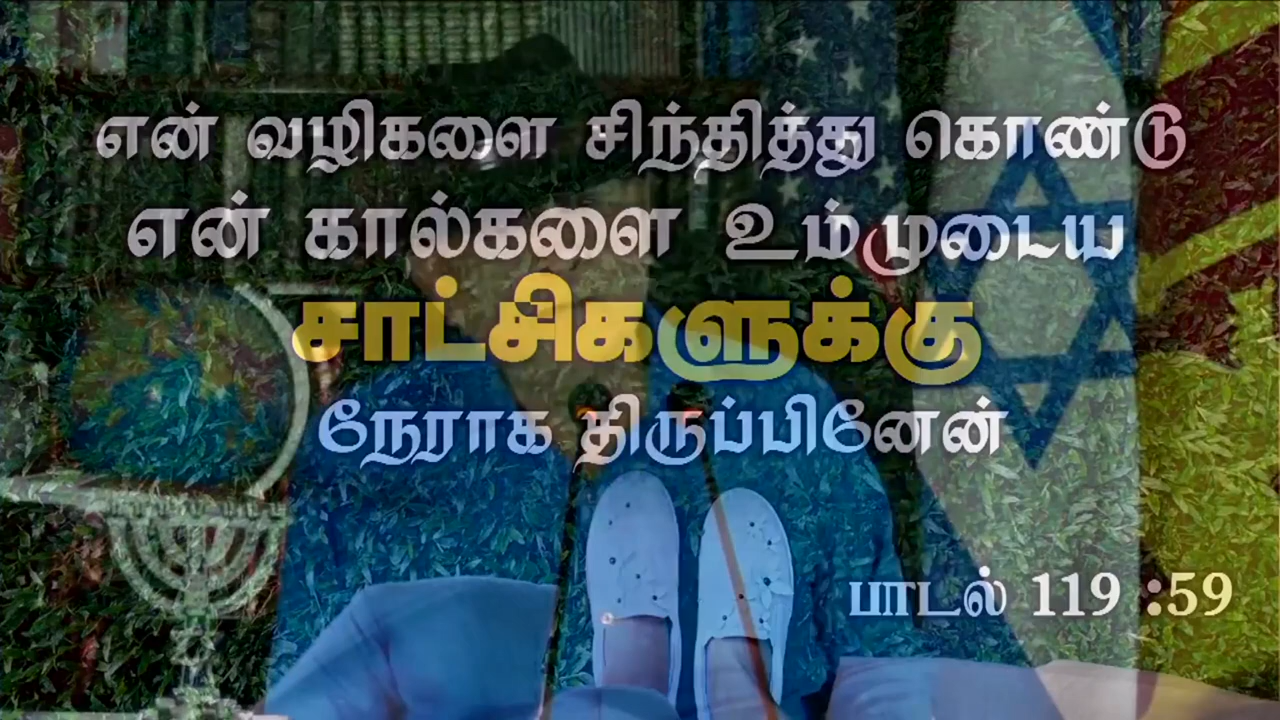 என் வழிகளை சிந்தித்து கொண்டு
என் கால்களை உம்முடைய
சாட்சிகளுக்கு
நேராக திருப்பினேன்
பாடல் 119 :59